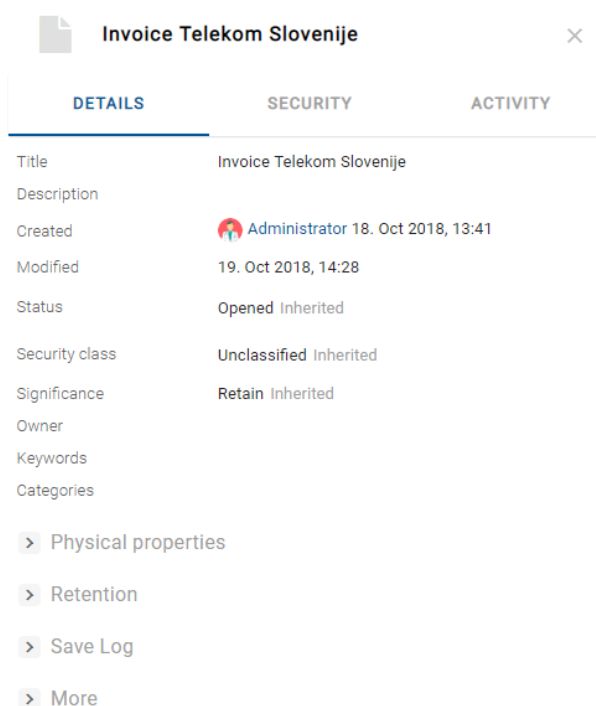 Invoice Telekom Slovenije
DETAILS SECURITY ACTIVITY
Title Invoice Telekom Slovenije
Description
Created Administrator 18. Oct 2018, 13:41
Modified 19. Oct 2018, 14:28
Status Opened Inherited
Security class Unclassified Inherited
Significance Retain Inherited
Owner
Keywords
Categories
Physical properties
Retention
Save Log
More